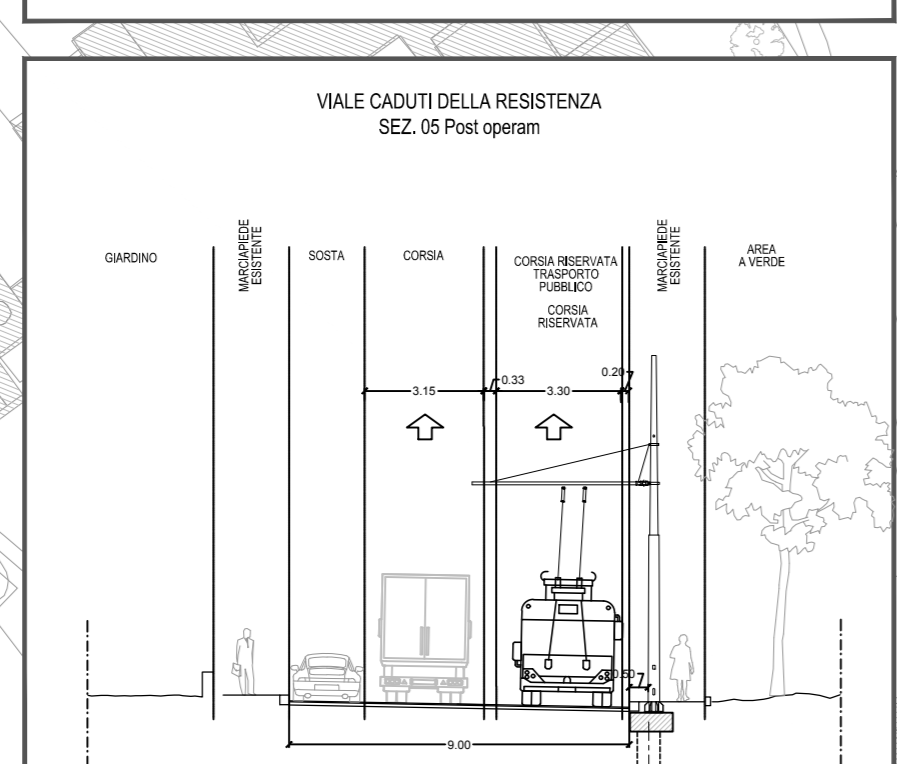 VIALE CADUTI DELLA RESISTENZA
SEZ. 05 Post operam
GIARDINO
MARCIAPIEDE
ESISTENTE
SOSTA
CORSIA
CORSIA RISERVATA
TRASPORTO
PUBBLICO
CORSIA
RISERVATA
MARCIAPIEDE
ESISTENTE
AREA
A VERDE
3.15
0.33
3.30
0.20
0.50
9.00